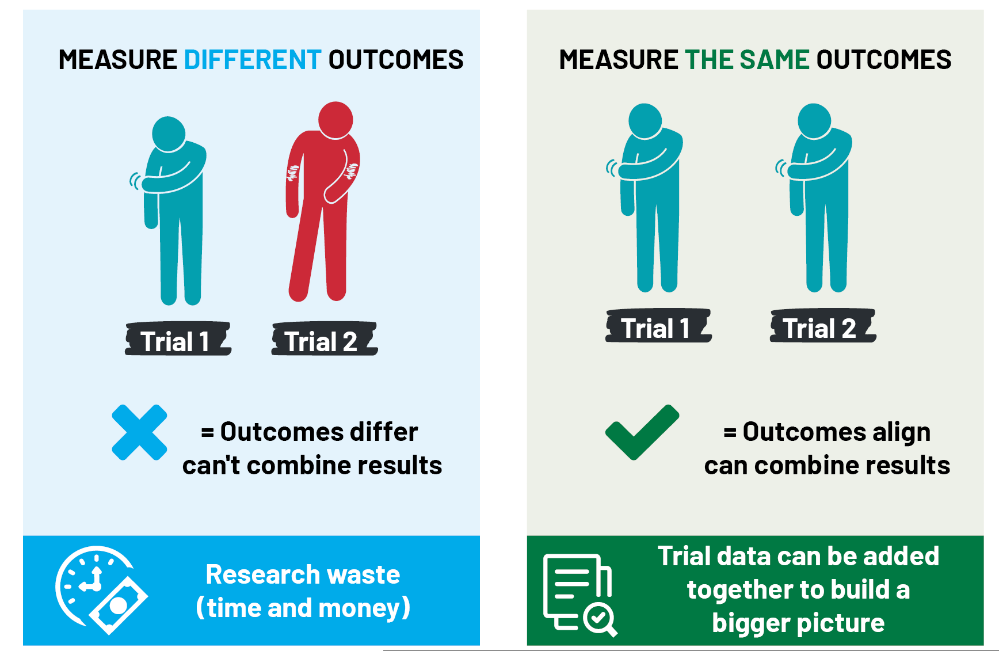 MEASURE DIFFERENT OUTCOMES
Trial 1
Trial 2
= Outcomes differ
can't combine results
Research waste
(time and money)
MEASURE THE SAME OUTCOMES
Trial 1
Trial 2
= Outcomes align
can combine results
Trial data can be added
together to build a
bigger picture